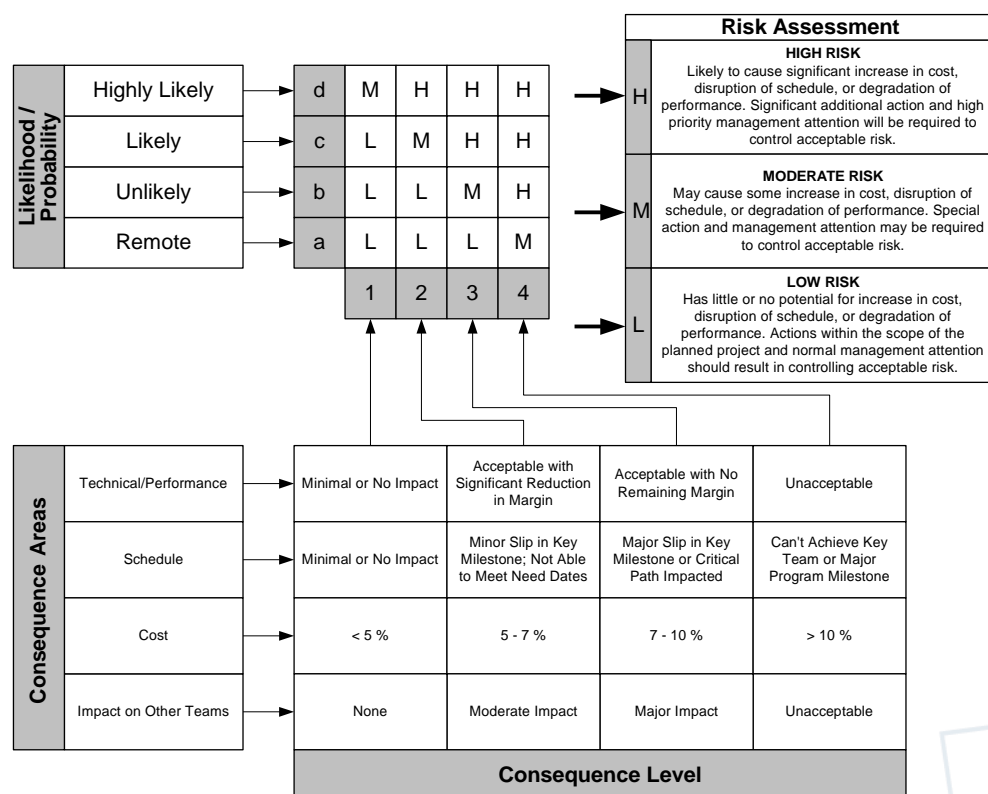 Risk Assessment
H
HIGH RISK
Likely to cause significant increase in cost,
disruption of schedule, or degradation of
performance. Significant additional action and high
priority management attention will be required to
control acceptable risk.
M
MODERATE RISK
May cause some increase in cost, disruption of
schedule, or degradation of performance. Special
action and management attention may be required
to control acceptable risk.
L
LOW RISK
Has little or no potential for increase in cost,
disruption of schedule, or degradation of
performance. Actions within the scope of the
planned project and normal management attention
should result in controlling acceptable risk.
Likelihood /
Probability
Highly Likely d M H H H
Likely c L M H H
Unlikely b L L M H
Remote a L L L M
1 2 3 4
Consequence Areas
Technical/Performance
Minimal or No Impact
Acceptable with
Significant Reduction
in Margin
Acceptable with No
Remaining Margin
Unacceptable
Schedule
Minimal or No Impact
Minor Slip in Key
Milestone; Not Able
to Meet Need Dates
Major Slip in Key
Milestone or Critical
Path Impacted
Can't Achieve Key
Team or Major
Program Milestone
Cost
< 5 %
5 - 7 %
7 - 10 %
> 10 %
Impact on Other Teams
None
Moderate Impact
Major Impact
Unacceptable
Consequence Level